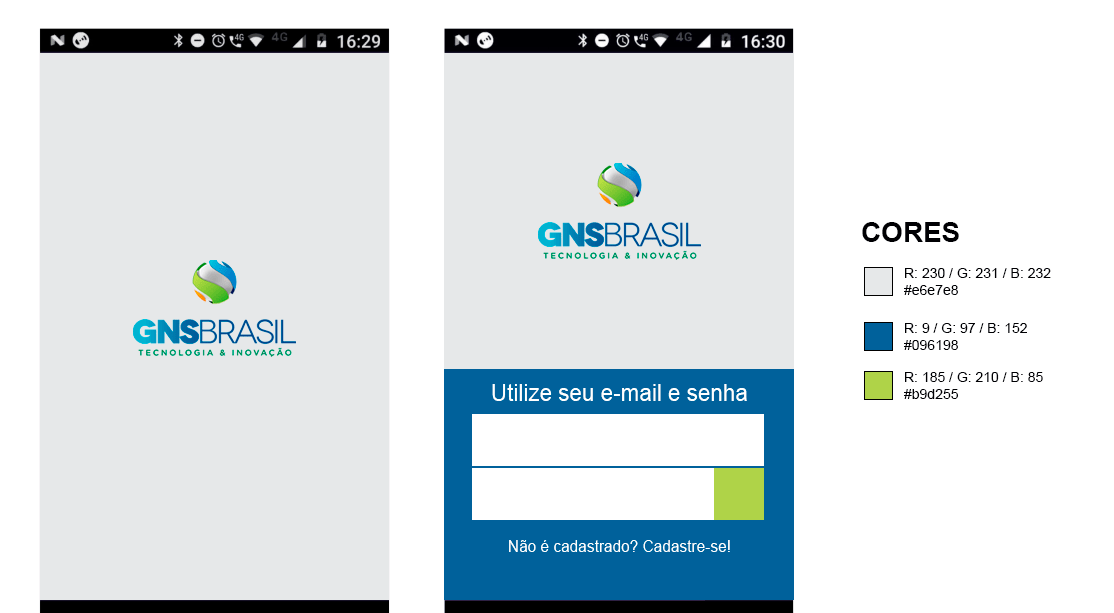 4G 4G 16:29
GNSBRASIL
TECNOLOGIA & INOVAÇÃO
4G 4G 16:30
GNSBRASIL
TECNOLOGIA & INOVAÇÃO
Utilize seu e-mail e senha
Não é cadastrado? Cadastre-se!
CORES
R: 230 / G: 231 / B: 232
#e6e7e8
R: 9 / G: 97 / B: 152
#096198
R: 185 / G: 210 / B: 85
#b9d255